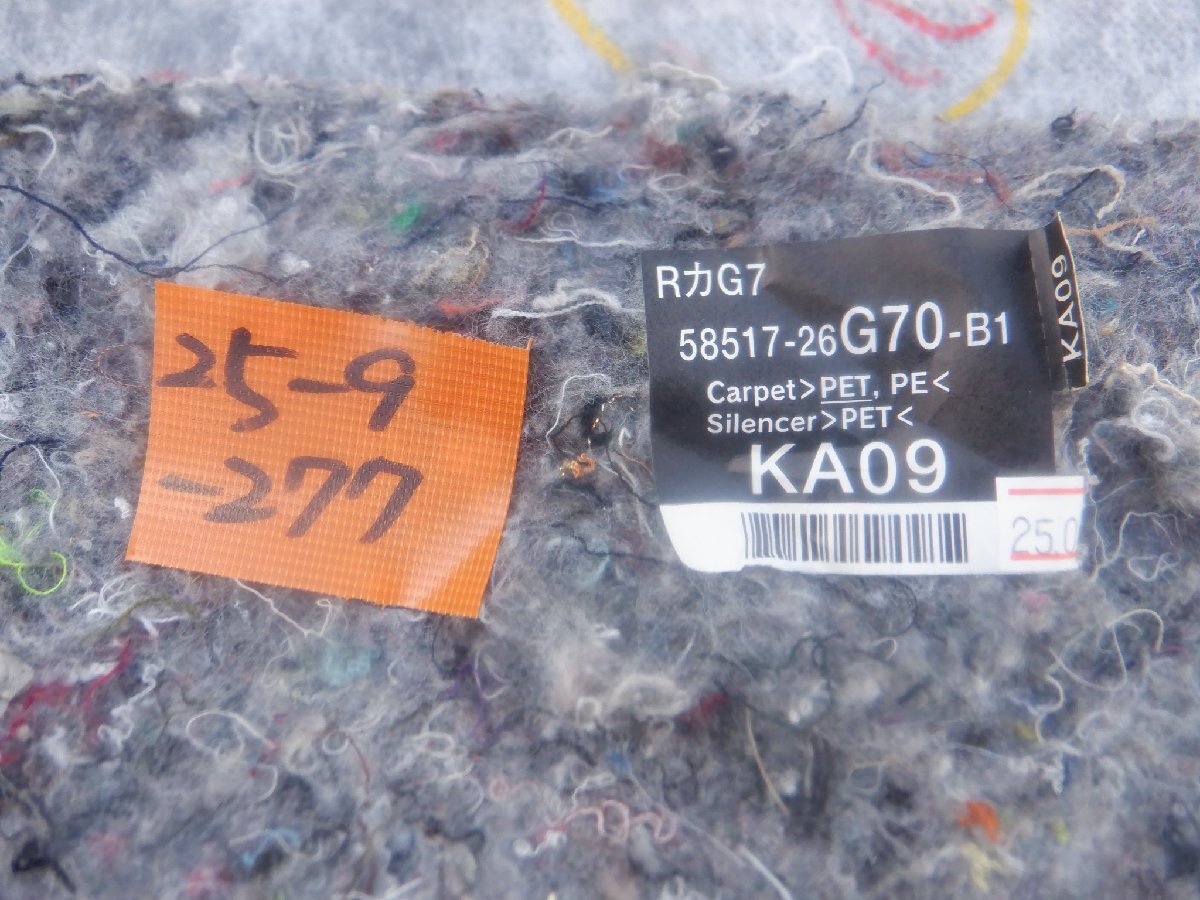 25-9
-277
RカG7
58517-26G70-B1
Carpet>PET, PE<
Silencer>PET<
KA09
25.0
KA09